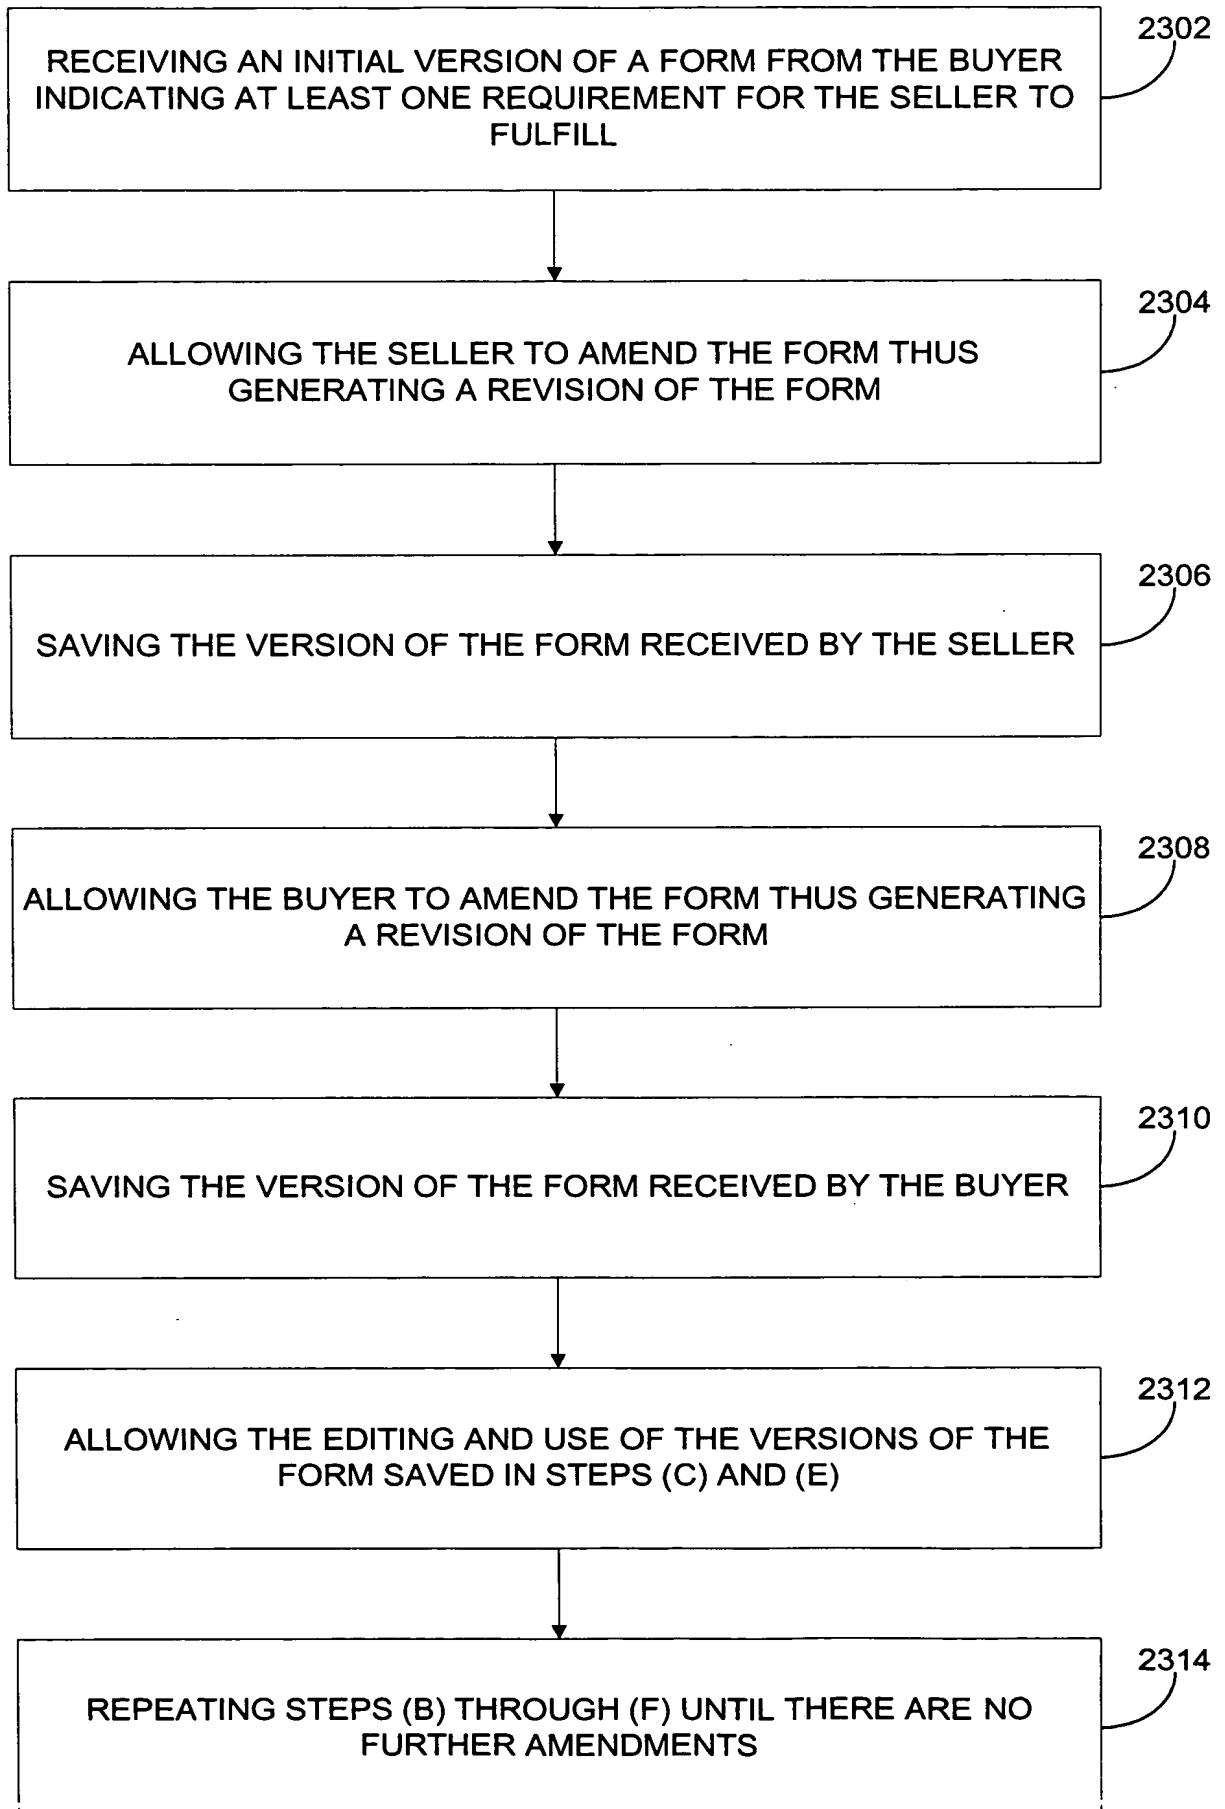 2302
RECEIVING AN INITIAL VERSION OF A FORM FROM THE BUYER
INDICATING AT LEAST ONE REQUIREMENT FOR THE SELLER TO
FULFILL
2304
ALLOWING THE SELLER TO AMEND THE FORM THUS
GENERATING A REVISION OF THE FORM
2306
SAVING THE VERSION OF THE FORM RECEIVED BY THE SELLER
2308
ALLOWING THE BUYER TO AMEND THE FORM THUS GENERATING
A REVISION OF THE FORM
2310
SAVING THE VERSION OF THE FORM RECEIVED BY THE BUYER
2312
ALLOWING THE EDITING AND USE OF THE VERSIONS OF THE
FORM SAVED IN STEPS (C) AND (E)
2314
REPEATING STEPS (B) THROUGH (F) UNTIL THERE ARE NO
FURTHER AMENDMENTS